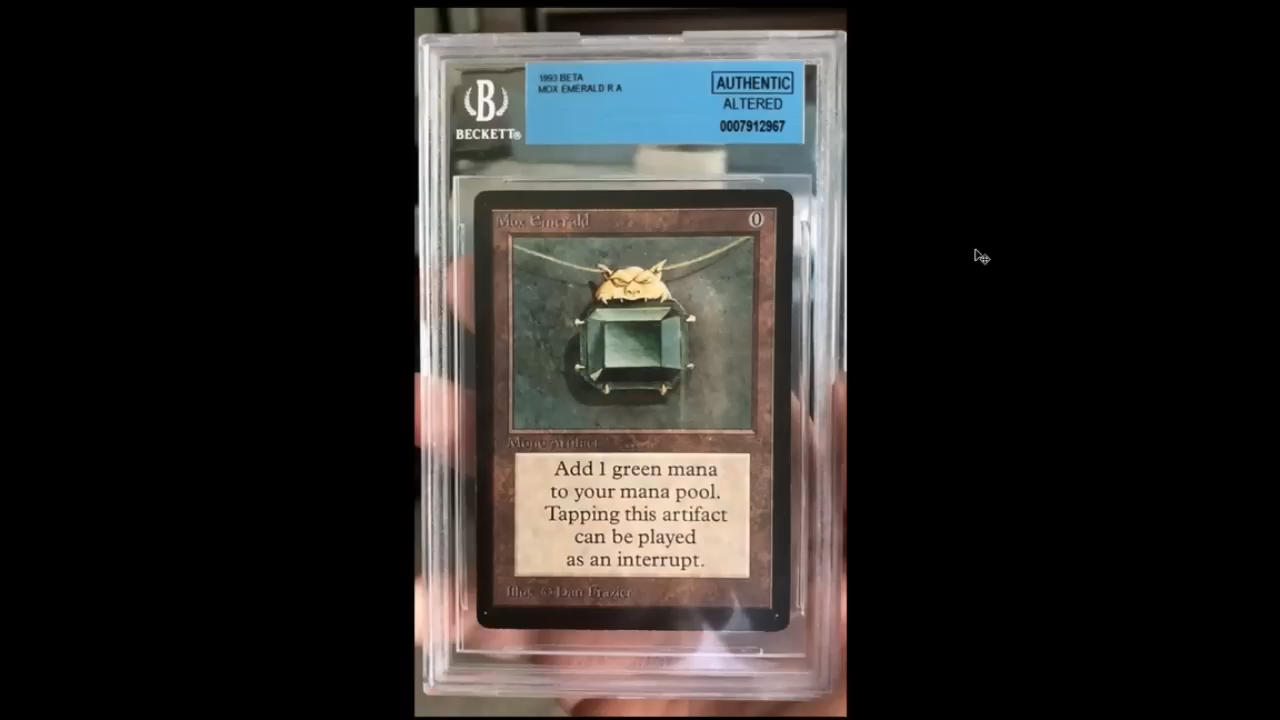 1993 BETA
MOX EMERALD R A
AUTHENTIC
ALTERED
0007912967
B
BECKETT®
Mox Emerald
0
Mono Artifact
Add 1 green mana
to your mana pool.
Tapping this artifact
can be played
as an interrupt.
Illus. © Dan Frazier